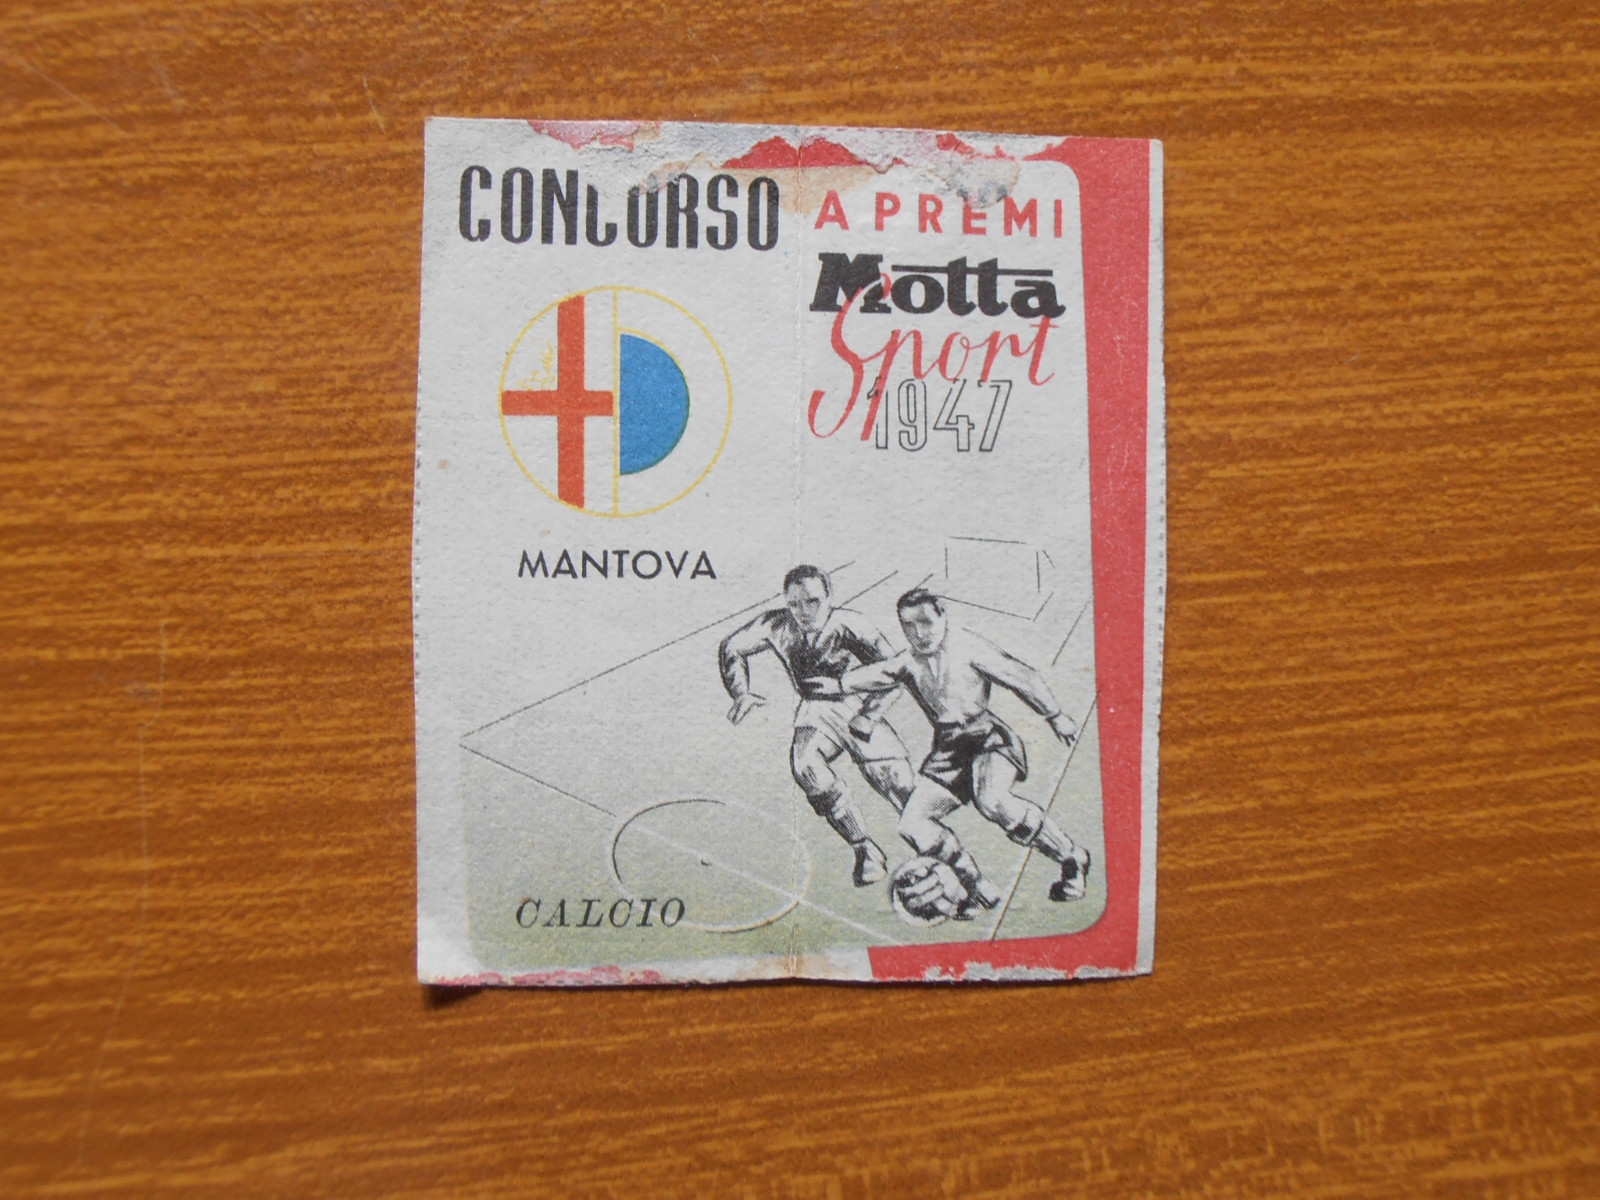 CONCORSO
A PREMI
Motta
Sport
1947
MANTOVA
CALCIO